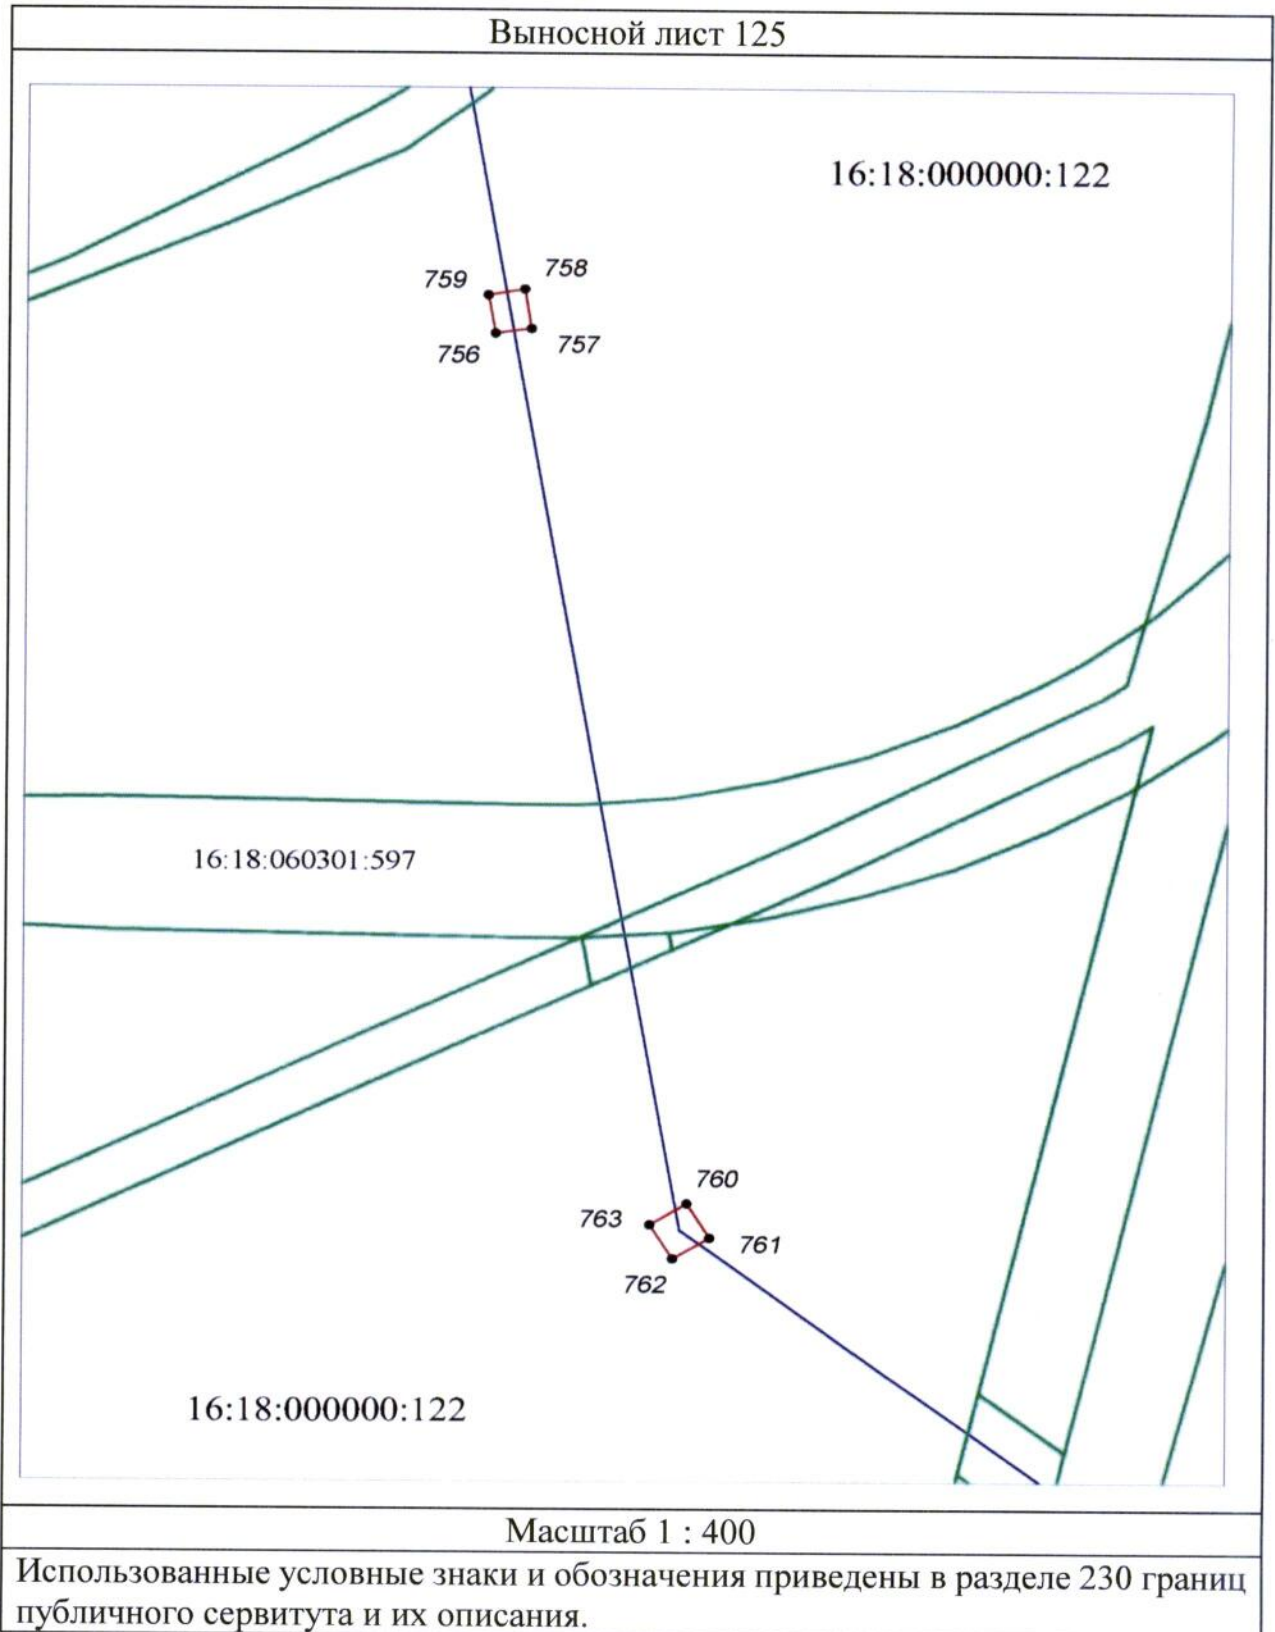 Выносной лист 125
16:18:000000:122
759
758
756
757
16:18:060301:597
760
763
761
762
16:18:000000:122
Масштаб 1 : 400
Использованные условные знаки и обозначения приведены в разделе 230 границ
публичного сервитута и их описания.